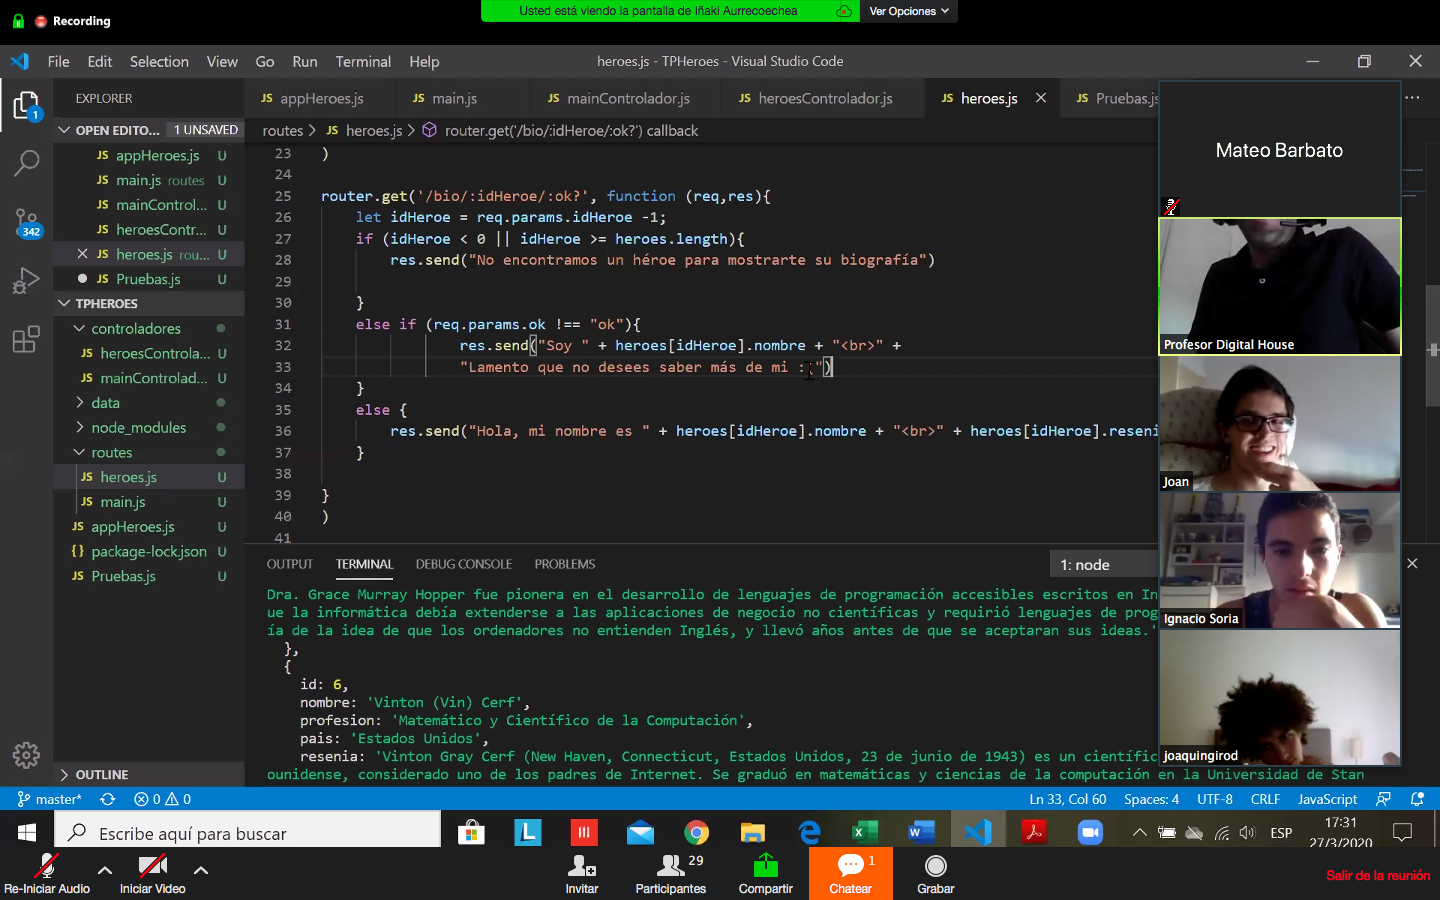 Recording
Usted está viendo la pantalla de Iñaki Aurrecoechea
Ver Opciones
File Edit Selection View Go Run Terminal Help
heroes.js - TPHeroes - Visual Studio Code
EXPLORER
JS appHeroes.js
JS main.js
JS mainControlador.js
JS heroesControlador.js
JS heroes.js
JS Pruebas.js
OPEN EDITO... 1 UNSAVED
routes > JS heroes.js > router.get('/bio/:idHeroe/:ok?') callback
JS appHeroes.js U
JS main.js routes U
JS mainControl... U
JS heroesContr... U
JS heroes.js rou... U
JS Pruebas.js U
TPHEROES
controladores
JS heroesControla... U
JS mainControlad... U
data
node_modules
routes
JS heroes.js U
JS main.js U
JS appHeroes.js U
{} package-lock.json U
JS Pruebas.js U
OUTLINE
1
342
23 )
24
25 router.get('/bio/:idHeroe/:ok?', function (req,res){
26 let idHeroe = req.params.idHeroe -1;
27 if (idHeroe < 0 || idHeroe >= heroes.length){
28 res.send("No encontramos un héroe para mostrarte su biografía")
29
30 }
31 else if (req.params.ok !== "ok"){
32 res.send("Soy " + heroes[idHeroe].nombre + "<br>" +
33 "Lamento que no desees saber más de mi :(")
34 }
35 else {
36 res.send("Hola, mi nombre es " + heroes[idHeroe].nombre + "<br>" + heroes[idHeroe].reseni
37 }
38
39 }
40 )
41
OUTPUT TERMINAL DEBUG CONSOLE PROBLEMS
1: node
Dra. Grace Murray Hopper fue pionera en el desarrollo de lenguajes de programación accesibles escritos en In
ue la informática debía extenderse a las aplicaciones de negocio no científicas y requirió lenguajes de prog
ía de la idea de que los ordenadores no entienden Inglés, y llevó años antes de que se aceptaran sus ideas.'
},
{
id: 6,
nombre: 'Vinton (Vin) Cerf',
profesion: 'Matemático y Científico de la Computación',
pais: 'Estados Unidos',
resenia: 'Vinton Gray Cerf (New Haven, Connecticut, Estados Unidos, 23 de junio de 1943) es un científic
ounidense, considerado uno de los padres de Internet. Se graduó en matemáticas y ciencias de la computación en la Universidad de Stan
Mateo Barbato
Profesor Digital House
Joan
Ignacio Soria
joaquingirod
master* 0 0
Ln 33, Col 60 Spaces: 4 UTF-8 CRLF JavaScript
Escribe aquí para buscar
L
ESP
17:31
27/3/2020
Re-Iniciar Audio
Iniciar Video
Invitar
Participantes 29
Compartir
Chatear 1
Grabar
Salir de la reunión